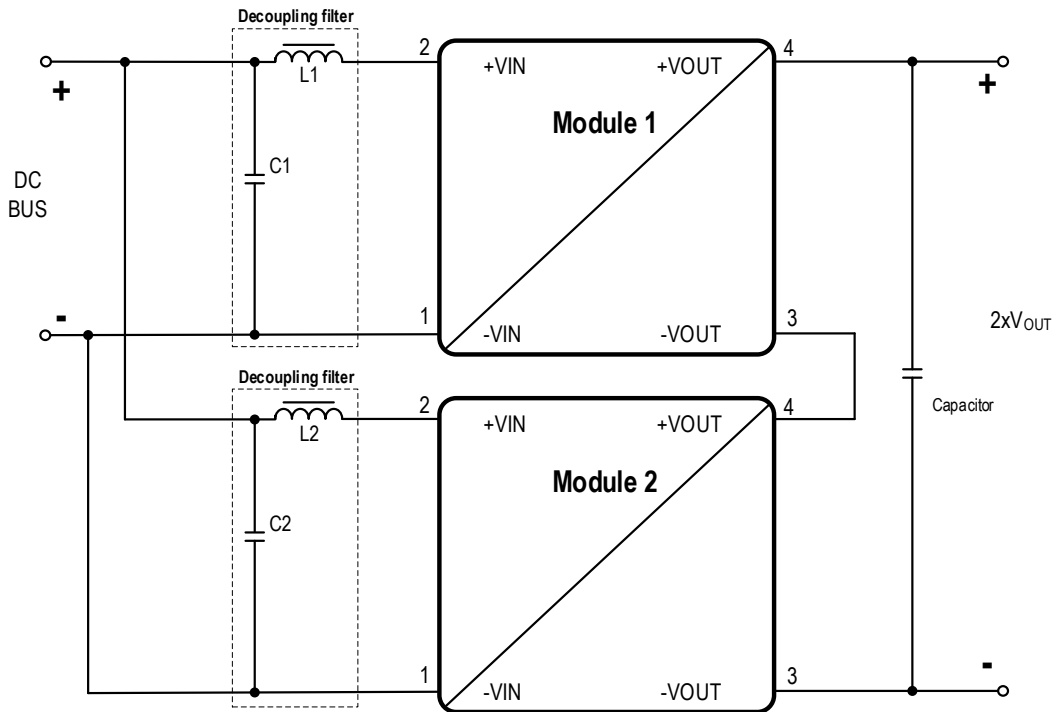 Decoupling filter
2
4
+
L1
+VIN
+VOUT
+
Module 1
C1
DC
BUS
-
1
3
-VIN
-VOUT
2xVOUT
Decoupling filter
2
4
L2
+VIN
+VOUT
Capacitor
Module 2
C2
1
3
-
-VIN
-VOUT